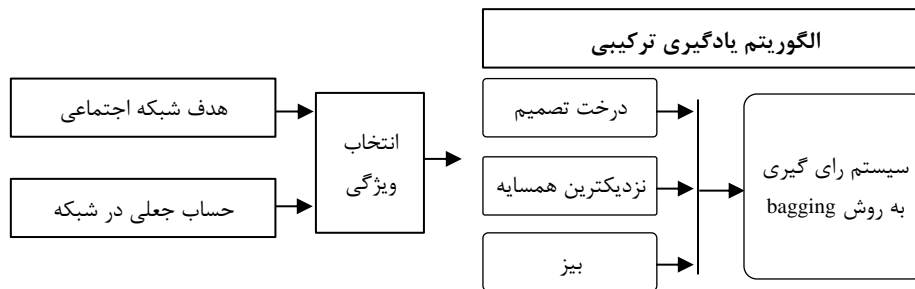 الگوریتم یادگیری ترکیبی
هدف شبکه اجتماعی
حساب جعلی در شبکه
انتخاب
ویژگی
درخت تصمیم
نزدیکترین همسایه
بیز
سیستم رای گیری
به روش bagging